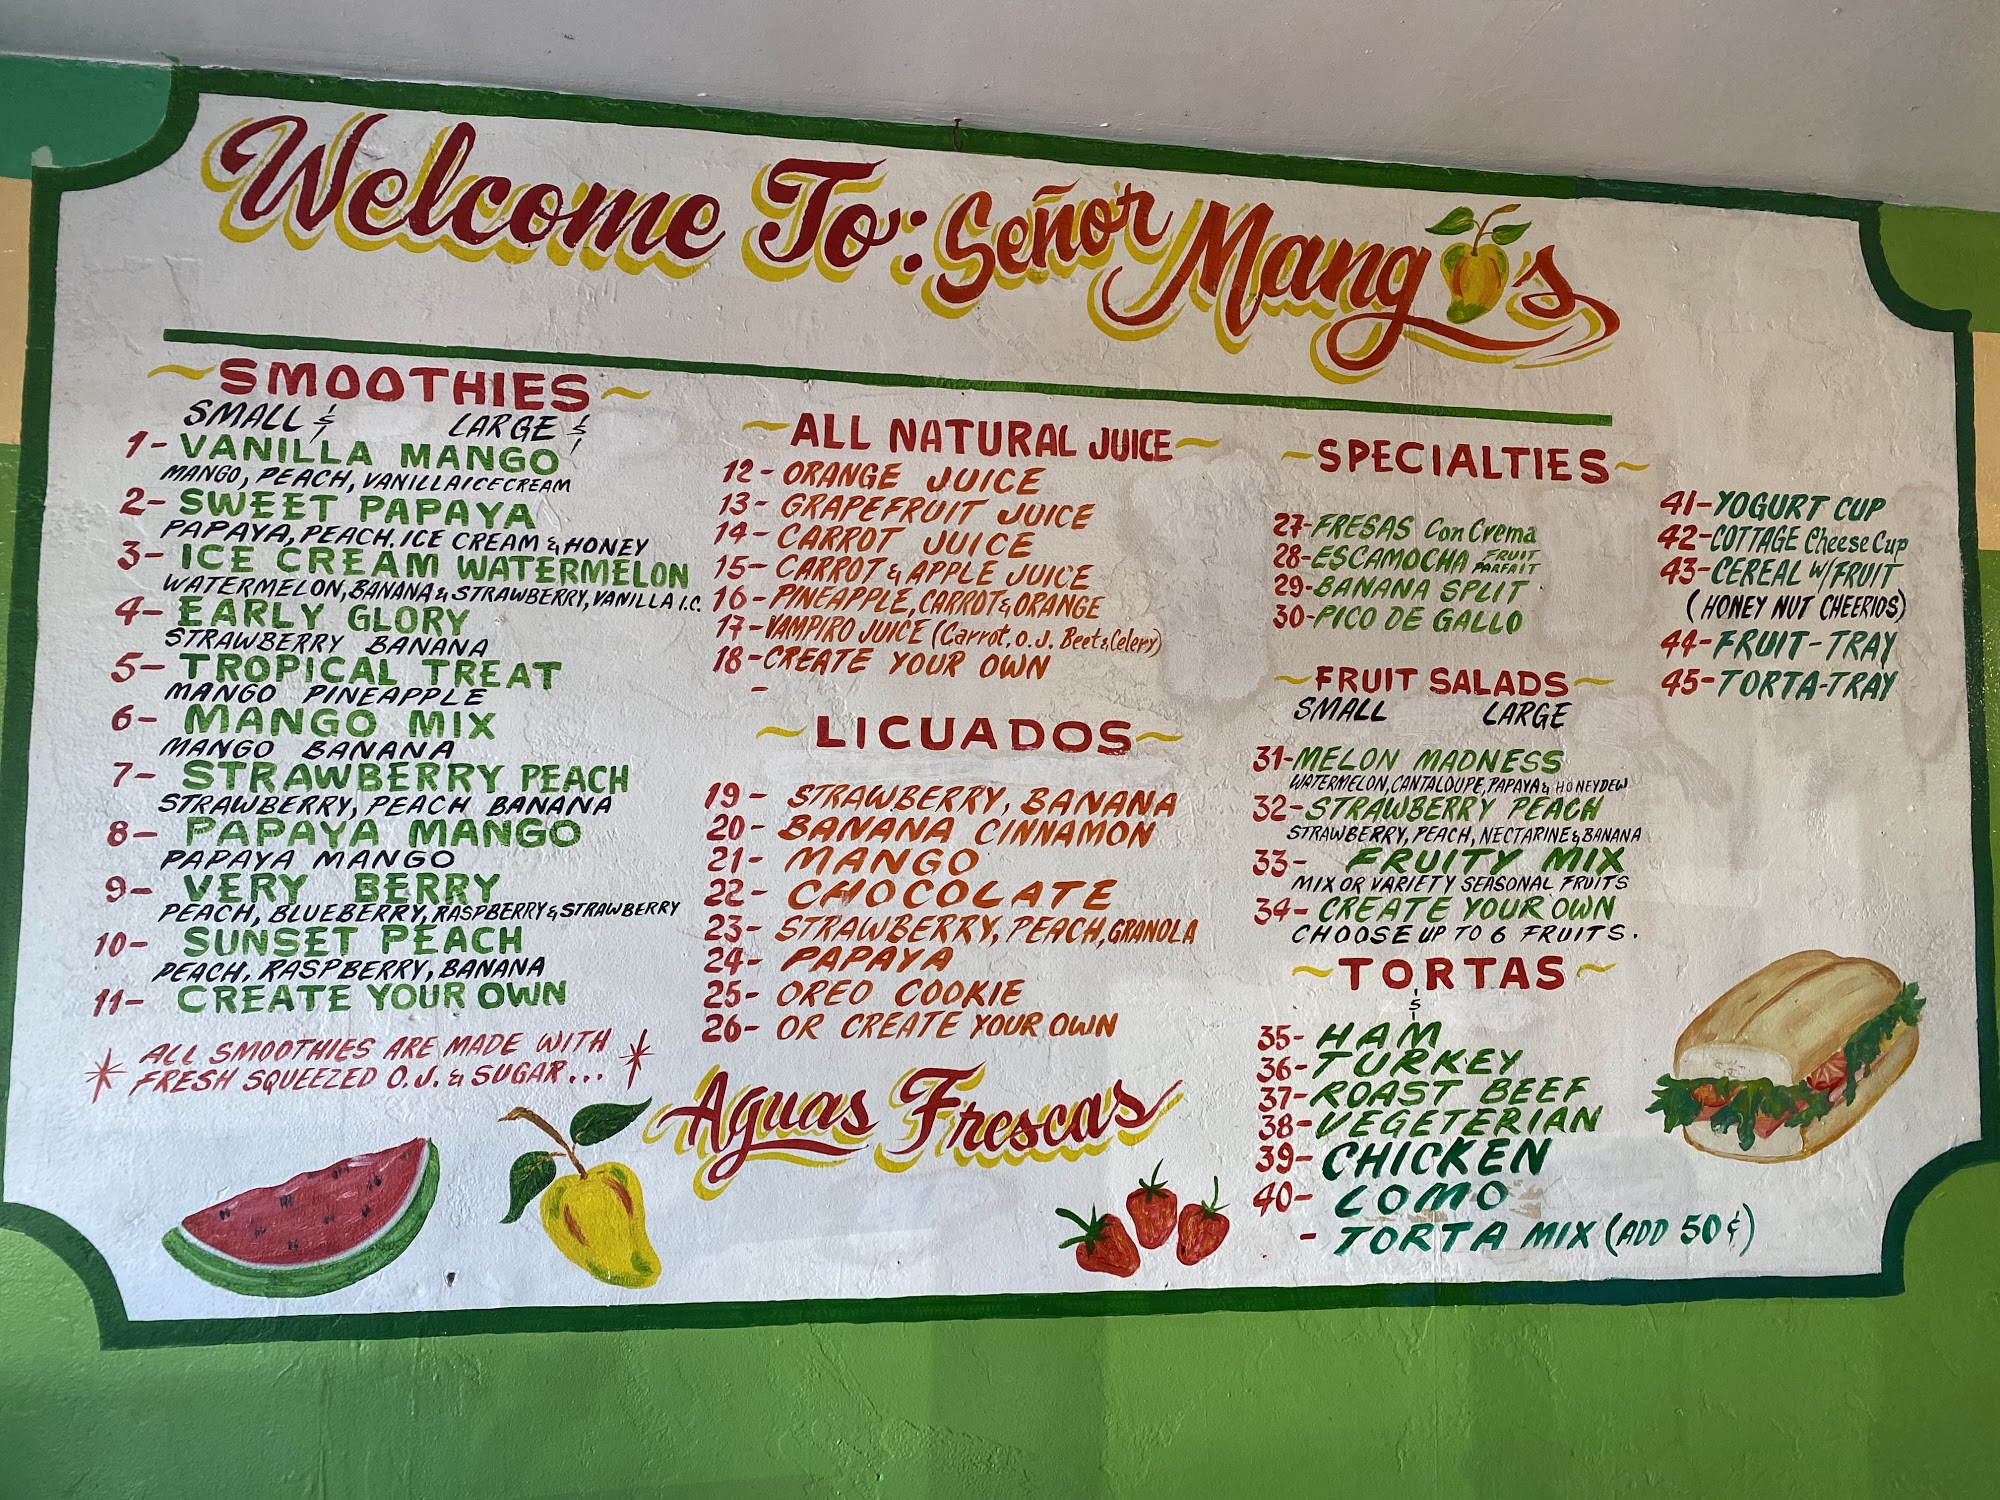 Welcome To: Señor Mango's
~SMOOTHIES~
SMALL $ LARGE $
1- VANILLA MANGO
MANGO, PEACH, VANILLA ICE CREAM
2- SWEET PAPAYA
PAPAYA, PEACH, ICE CREAM & HONEY
3- ICE CREAM WATERMELON
WATERMELON, BANANA & STRAWBERRY, VANILLA I.C.
4- EARLY GLORY
STRAWBERRY BANANA
5- TROPICAL TREAT
MANGO PINEAPPLE
6- MANGO MIX
MANGO BANANA
7- STRAWBERRY PEACH
STRAWBERRY, PEACH BANANA
8- PAPAYA MANGO
PAPAYA MANGO
9- VERY BERRY
PEACH, BLUEBERRY, RASPBERRY & STRAWBERRY
10- SUNSET PEACH
PEACH, RASPBERRY, BANANA
11- CREATE YOUR OWN
ALL SMOOTHIES ARE MADE WITH
FRESH SQUEEZED O.J. & SUGAR...
~ALL NATURAL JUICE~
12- ORANGE JUICE
13- GRAPEFRUIT JUICE
14- CARROT JUICE
15- CARROT & APPLE JUICE
16- PINEAPPLE, CARROT & ORANGE
17- VAMPIRO JUICE (Carrot, O.J. Beet & Celery)
18- CREATE YOUR OWN
-
~LICUADOS~
19- STRAWBERRY, BANANA
20- BANANA CINNAMON
21- MANGO
22- CHOCOLATE
23- STRAWBERRY, PEACH, GRANOLA
24- PAPAYA
25- OREO COOKIE
26- OR CREATE YOUR OWN
Aguas Frescas
~SPECIALTIES~
27- FRESAS Con Crema
28- ESCAMOCHA FRUIT PARFAIT
29- BANANA SPLIT
30- PICO DE GALLO
~FRUIT SALADS~
SMALL LARGE
31- MELON MADNESS
WATERMELON, CANTALOUPE, PAPAYA & HONEYDEW
32- STRAWBERRY PEACH
STRAWBERRY, PEACH, NECTARINE & BANANA
33- FRUITY MIX
MIX OR VARIETY SEASONAL FRUITS
34- CREATE YOUR OWN
CHOOSE UP TO 6 FRUITS.
~TORTAS~
$
35- HAM
36- TURKEY
37- ROAST BEEF
38- VEGETERIAN
39- CHICKEN
40- LOMO
- TORTA MIX (ADD 50¢)
41- YOGURT CUP
42- COTTAGE Cheese Cup
43- CEREAL W/FRUIT
(HONEY NUT CHEERIOS)
44- FRUIT-TRAY
45- TORTA-TRAY